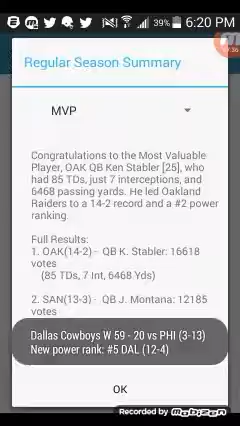 39% 6:20 PM
Regular Season Summary
MVP
Congratulations to the Most Valuable
Player, OAK QB Ken Stabler [25], who
had 85 TDs, just 7 interceptions, and
6468 passing yards. He led Oakland
Raiders to a 14-2 record and a #2 power
ranking.
Full Results:
1. OAK(14-2) - QB K. Stabler: 16618
votes
(85 TDs, 7 Int, 6468 Yds)
2. SAN(13-3) - QB J. Montana: 12185
votes
Dallas Cowboys W 59 - 20 vs PHI (3-13)
New power rank: #5 DAL (12-4)
OK
Recorded by Mobizen